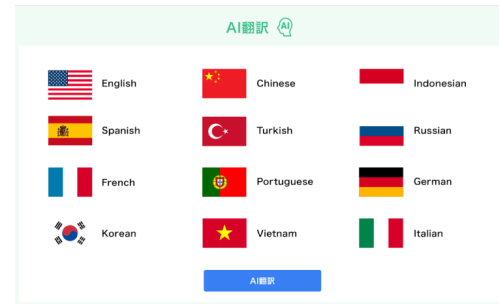 AI翻訳 AI
English Chinese Indonesian
Spanish Turkish Russian
French Portuguese German
Korean Vietnam Italian
AI翻訳